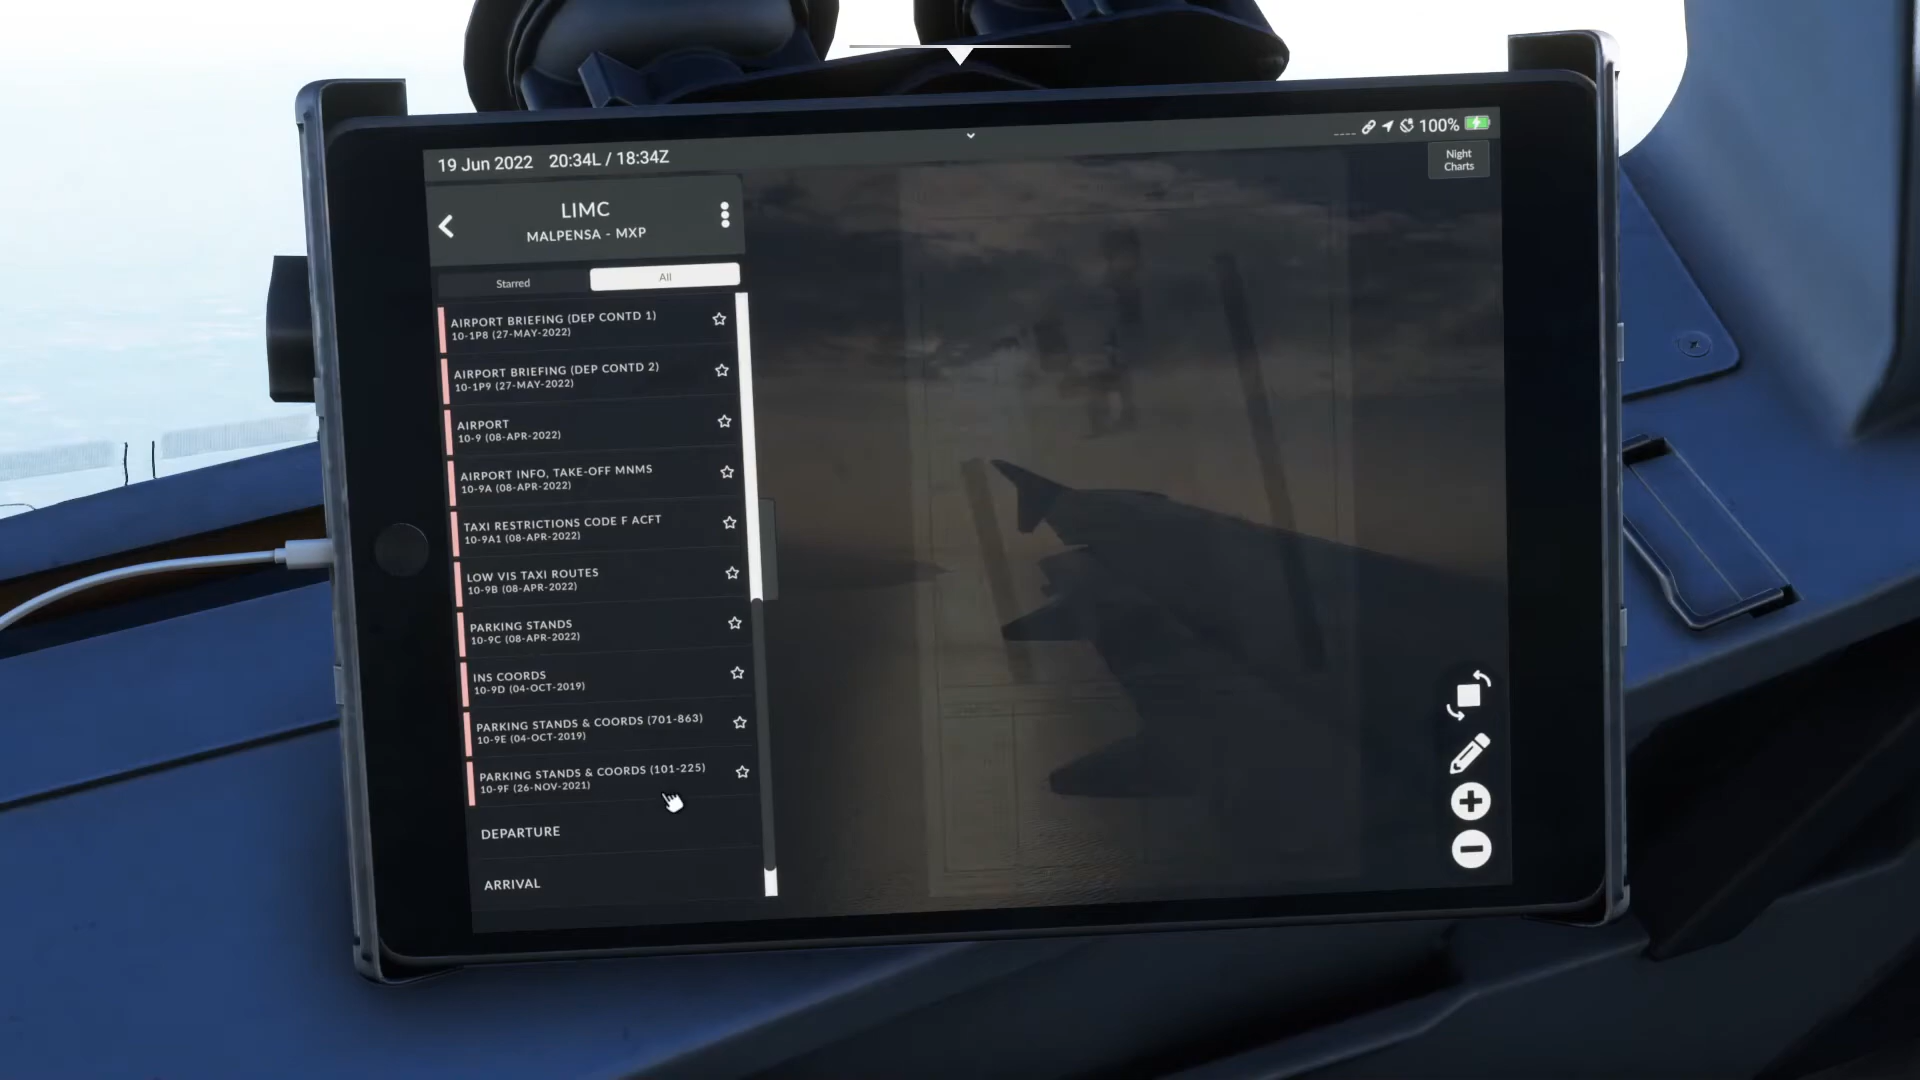 19 Jun 2022 20:34L / 18:34Z
100%
Night
Charts
LIMC
MALPENSA - MXP
Starred
All
AIRPORT BRIEFING (DEP CONTD 1)
10-1P8 (27-MAY-2022)
AIRPORT BRIEFING (DEP CONTD 2)
10-1P9 (27-MAY-2022)
AIRPORT
10-9 (08-APR-2022)
AIRPORT INFO, TAKE-OFF MNMS
10-9A (08-APR-2022)
TAXI RESTRICTIONS CODE F ACFT
10-9A1 (08-APR-2022)
LOW VIS TAXI ROUTES
10-9B (08-APR-2022)
PARKING STANDS
10-9C (08-APR-2022)
INS COORDS
10-9D (04-OCT-2019)
PARKING STANDS & COORDS (701-863)
10-9E (04-OCT-2019)
PARKING STANDS & COORDS (101-225)
10-9F (26-NOV-2021)
DEPARTURE
ARRIVAL